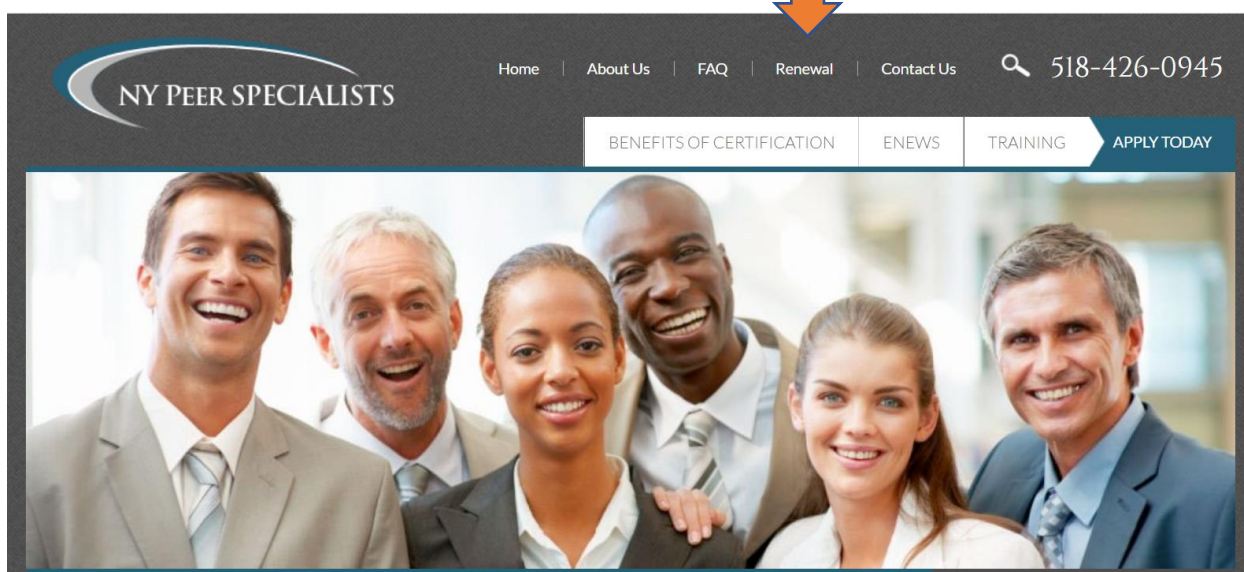 Home | About Us | FAQ | Renewal | Contact Us 518-426-0945
NY PEER SPECIALISTS
BENEFITS OF CERTIFICATION ENEWS TRAINING APPLY TODAY